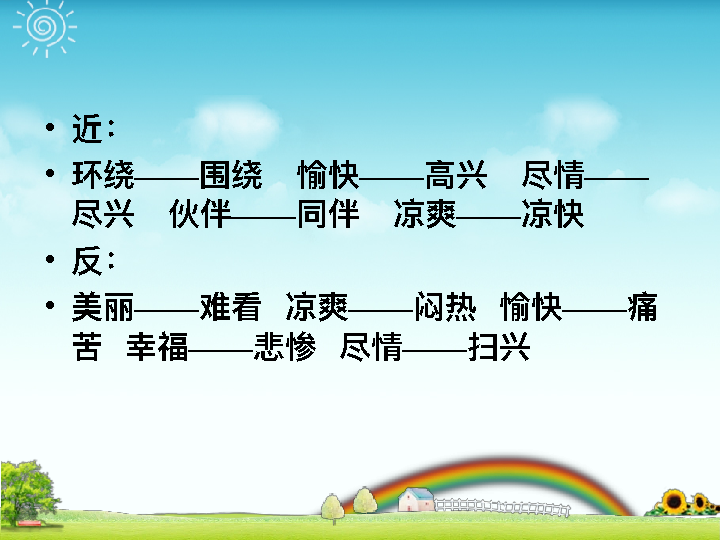 • 近：
• 环绕——围绕　愉快——高兴　尽情——
尽兴　伙伴——同伴　凉爽——凉快
• 反：
• 美丽——难看  凉爽——闷热  愉快——痛
苦  幸福——悲惨  尽情——扫兴